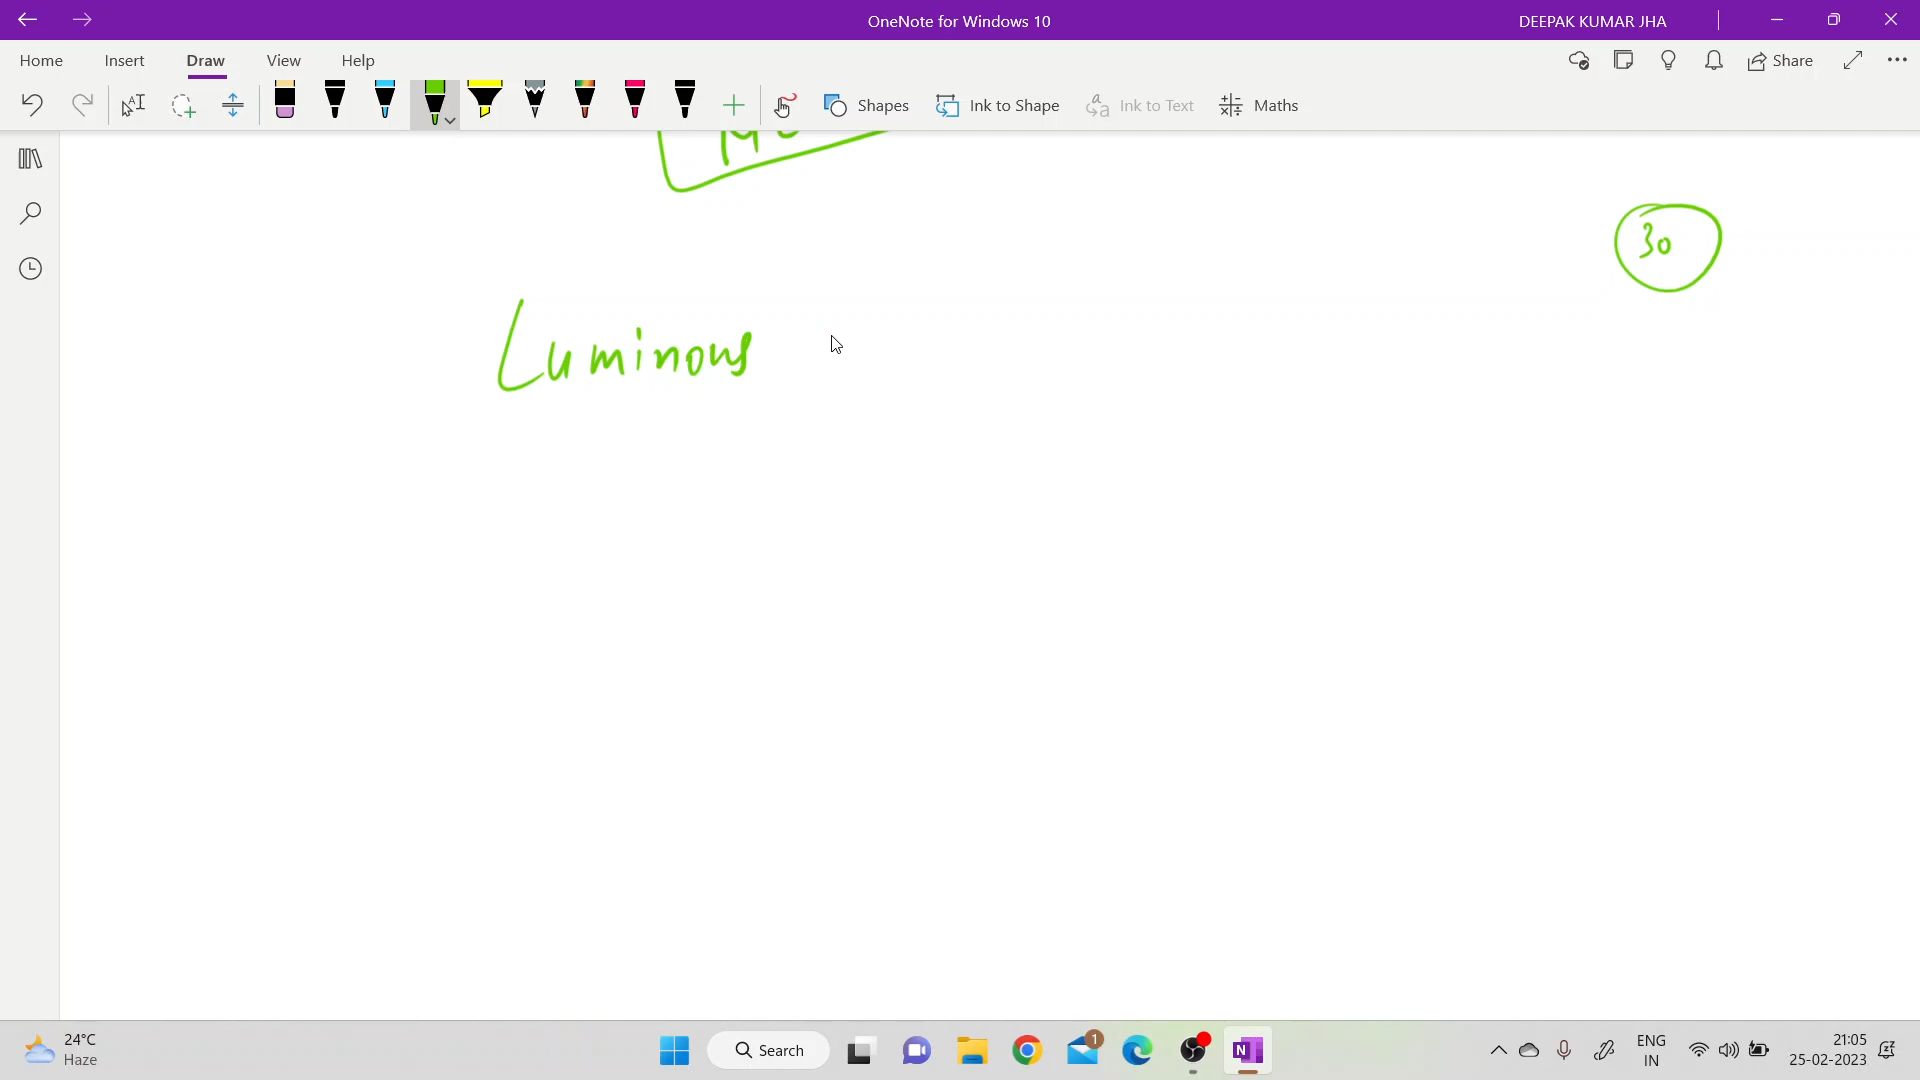 OneNote for Windows 10
DEEPAK KUMAR JHA
Home Insert Draw View Help
Share
Shapes Ink to Shape Ink to Text Maths
30
Luminous
24°C
Haze
Search
1
ENG
IN
21:05
25-02-2023